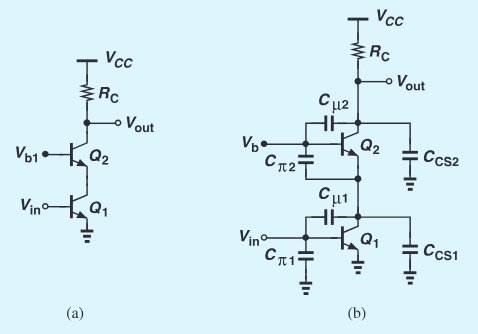 V_CC
R_C
V_out
V_b1
Q_2
V_in
Q_1
(a)
V_CC
R_C
V_out
C_μ2
V_b
Q_2
C_π2
C_CS2
C_μ1
V_in
Q_1
C_π1
C_CS1
(b)